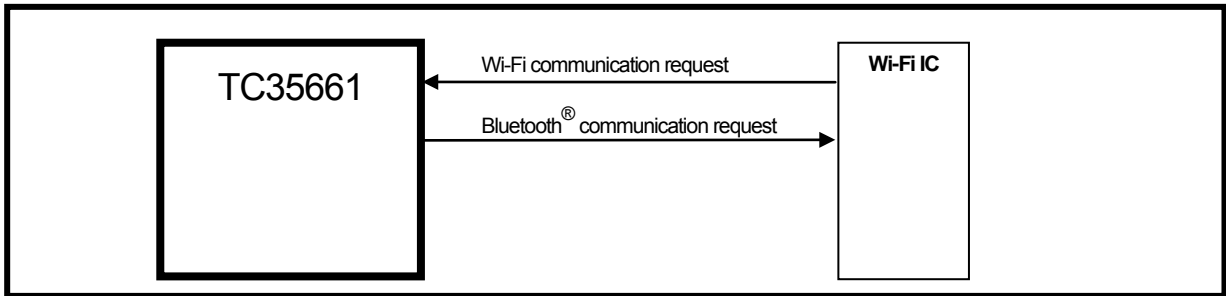 TC35661
Wi-Fi communication request
Bluetooth® communication request
Wi-Fi IC